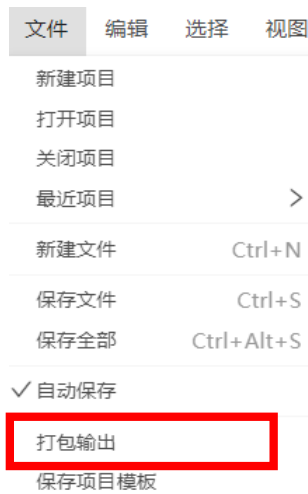 文件 编辑 选择 视图
新建项目
打开项目
关闭项目
最近项目
新建文件 Ctrl+N
保存文件 Ctrl+S
保存全部 Ctrl+Alt+S
自动保存
打包输出
保存项目模板